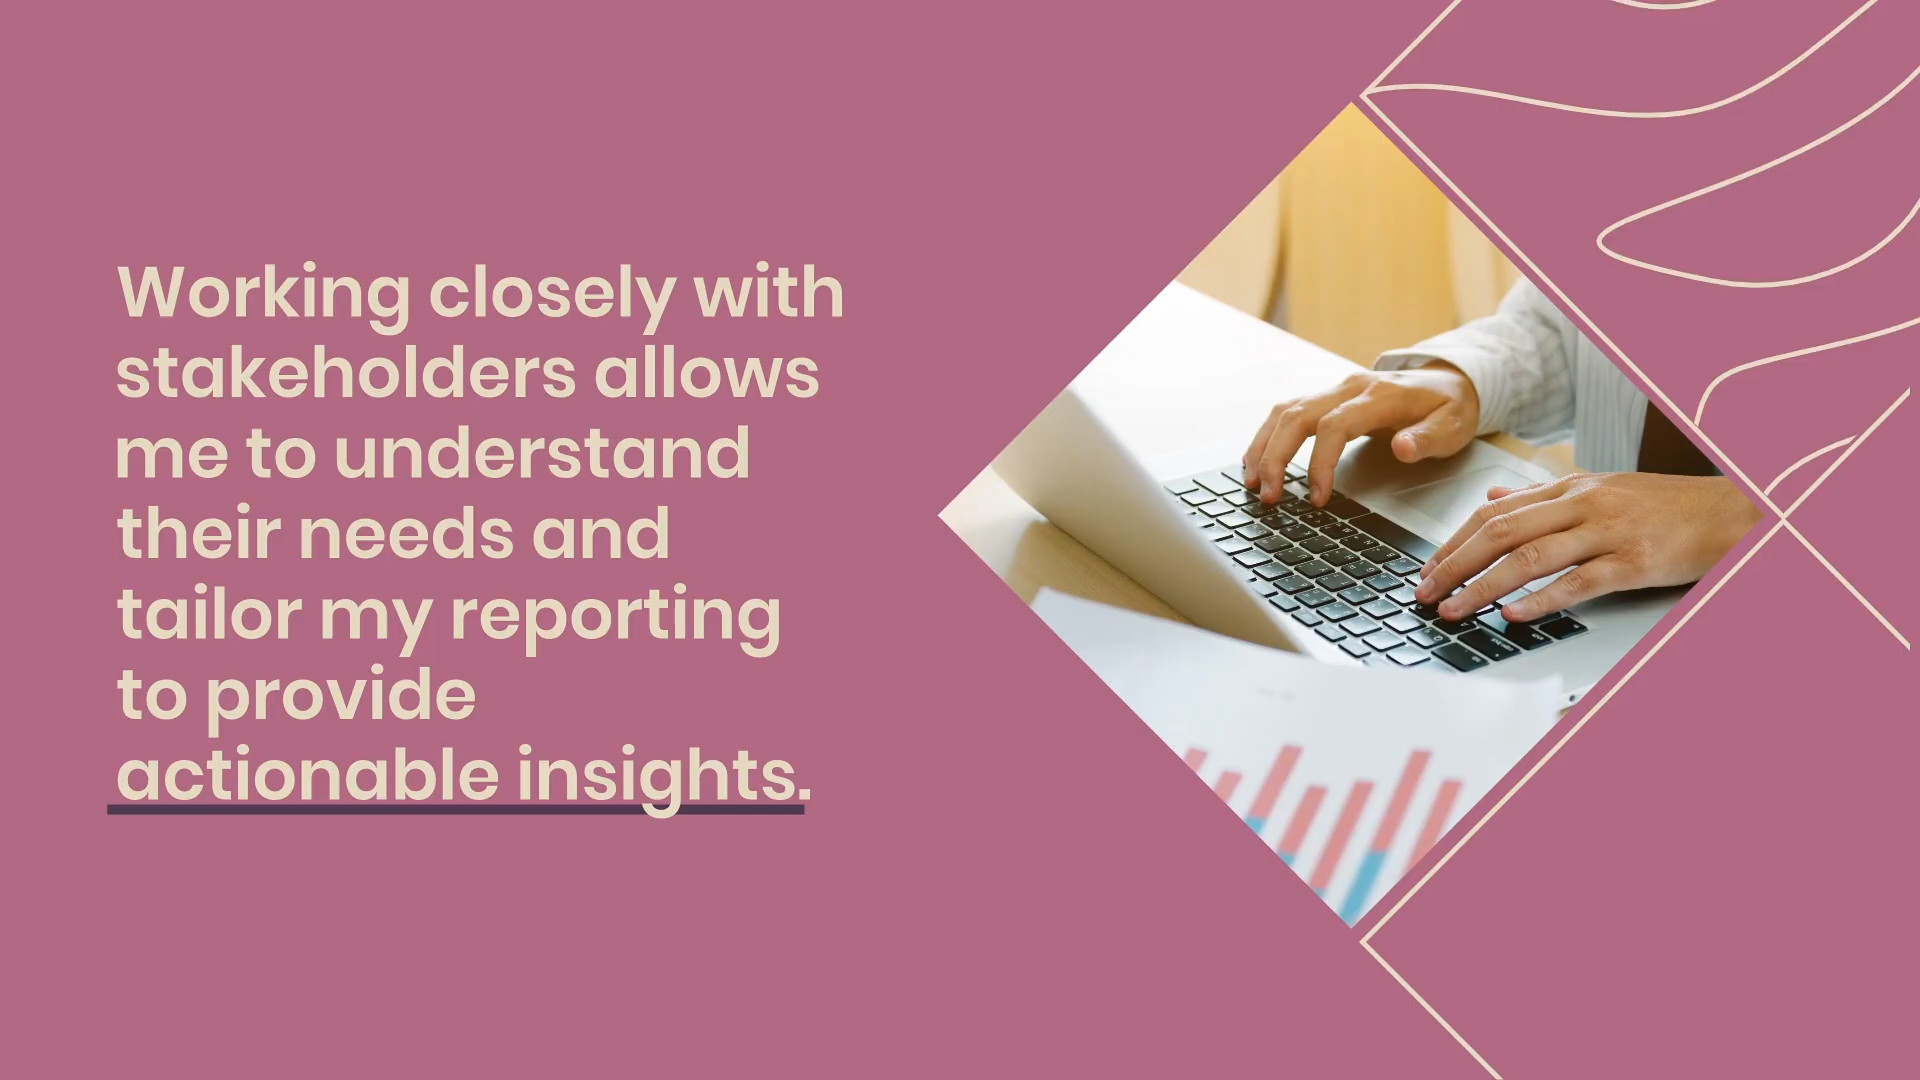 Working closely with
stakeholders allows
me to understand
their needs and
tailor my reporting
to provide
actionable insights.